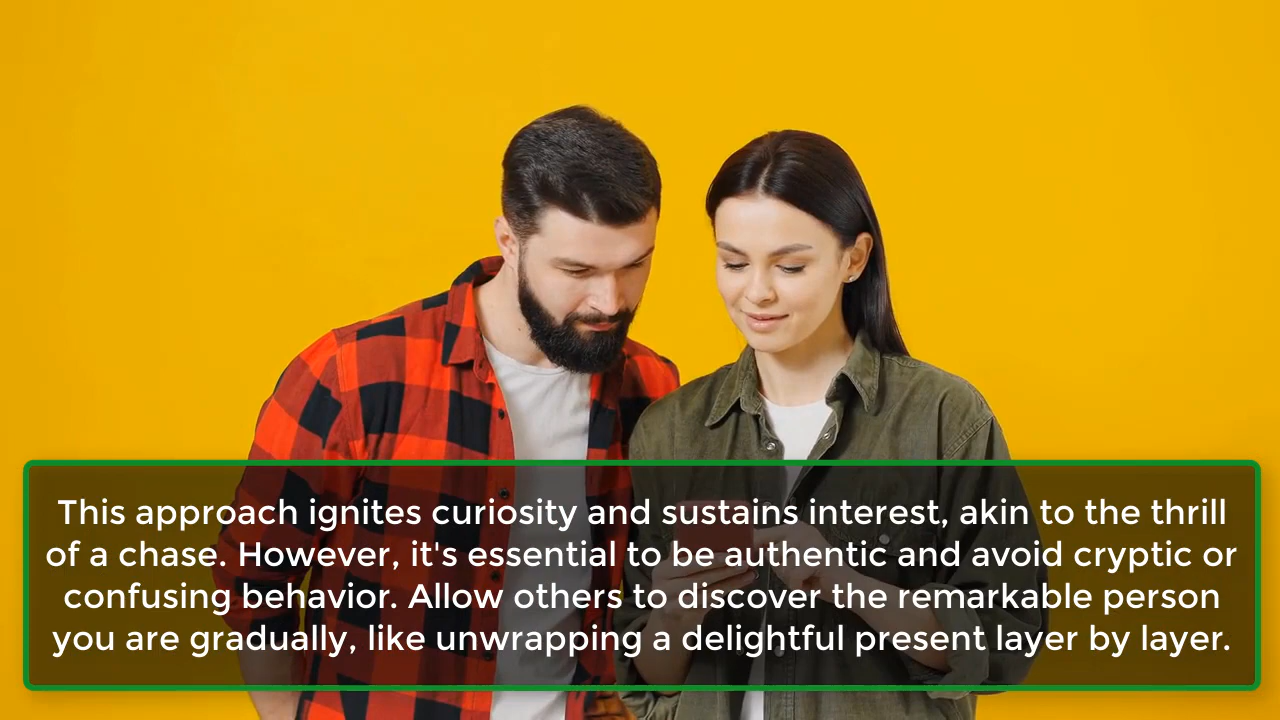 This approach ignites curiosity and sustains interest, akin to the thrill
of a chase. However, it's essential to be authentic and avoid cryptic or
confusing behavior. Allow others to discover the remarkable person
you are gradually, like unwrapping a delightful present layer by layer.